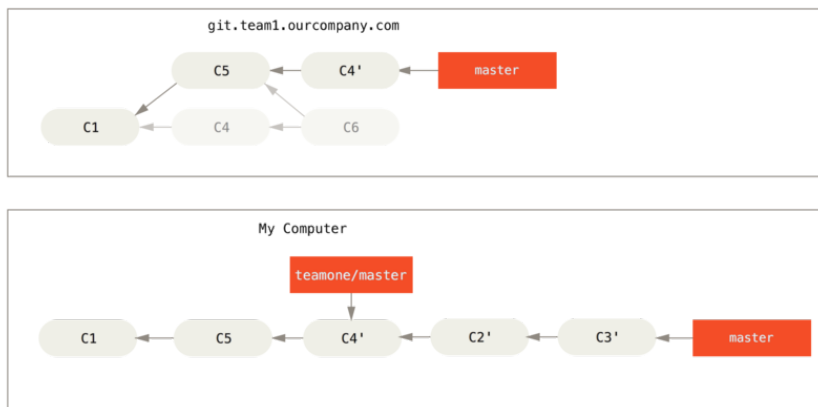 git.team1.ourcompany.com
C5 C4' master
C1 C4 C6
My Computer
teamone/master
C1 C5 C4' C2' C3' master